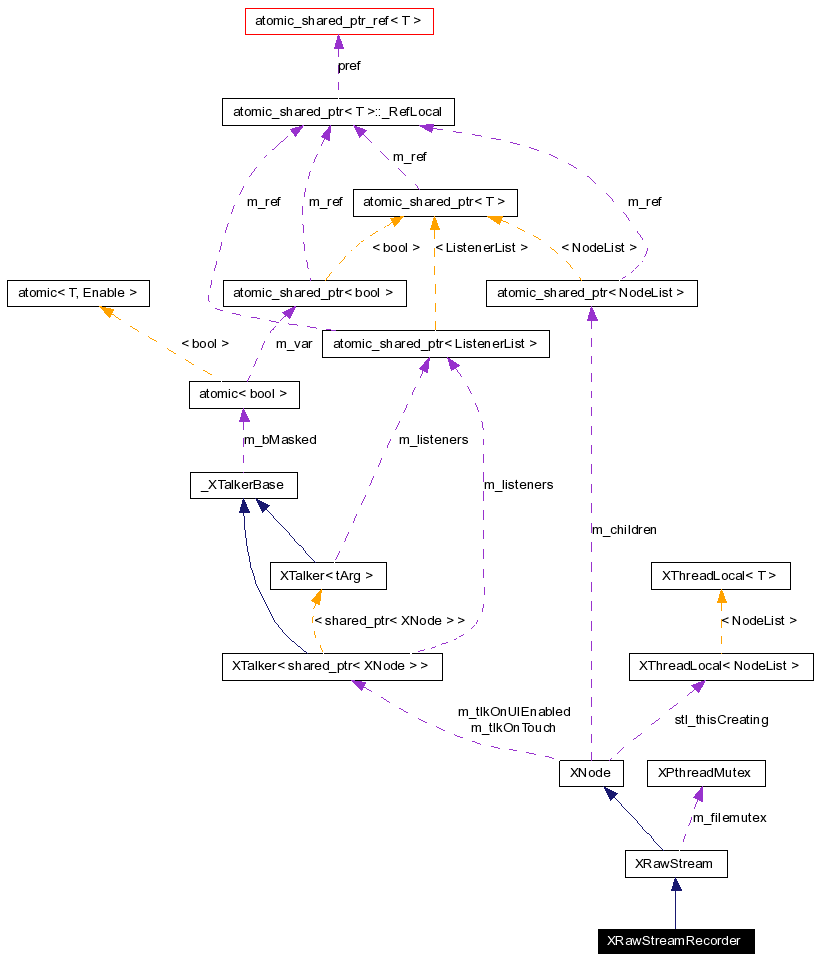 atomic_shared_ptr_ref< T >
pref
atomic_shared_ptr< T >::_RefLocal
m_ref
atomic_shared_ptr< T >
m_ref
m_ref
m_ref
< bool >
< ListenerList >
< NodeList >
atomic< T, Enable >
atomic_shared_ptr< bool >
atomic_shared_ptr< NodeList >
< bool >
m_var
atomic_shared_ptr< ListenerList >
atomic< bool >
m_bMasked
m_listeners
_XTalkerBase
m_listeners
m_children
XTalker< tArg >
XThreadLocal< T >
< shared_ptr< XNode > >
< NodeList >
XTalker< shared_ptr< XNode > >
XThreadLocal< NodeList >
m_tlkOnUIEnabled
m_tlkOnTouch
stl_thisCreating
XNode
XPthreadMutex
m_filemutex
XRawStream
XRawStreamRecorder